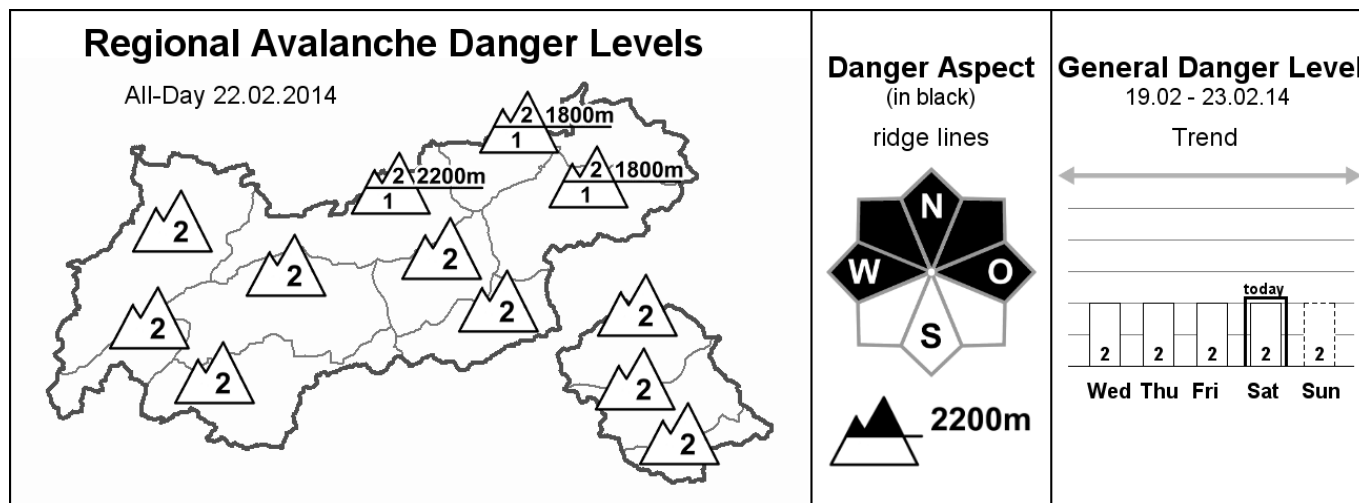 Regional Avalanche Danger Levels
All-Day 22.02.2014
2 1800m
1
2 2200m
1
2 1800m
1
2
2
2
2
2
2
2
2
2
Danger Aspect
(in black)
ridge lines
N
W O
S
2200m
General Danger Level
19.02 - 23.02.14
Trend
today
2 2 2 2 2
Wed Thu Fri Sat Sun